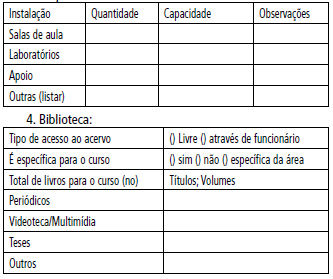 Instalação Quantidade Capacidade Observações
Salas de aula
Laboratórios
Apoio
Outras (listar)
4. Biblioteca:
Tipo de acesso ao acervo () Livre () através de funcionário
É específica para o curso () sim () não () específica da área
Total de livros para o curso (no) Títulos; Volumes
Periódicos
Videoteca/Multimídia
Teses
Outros